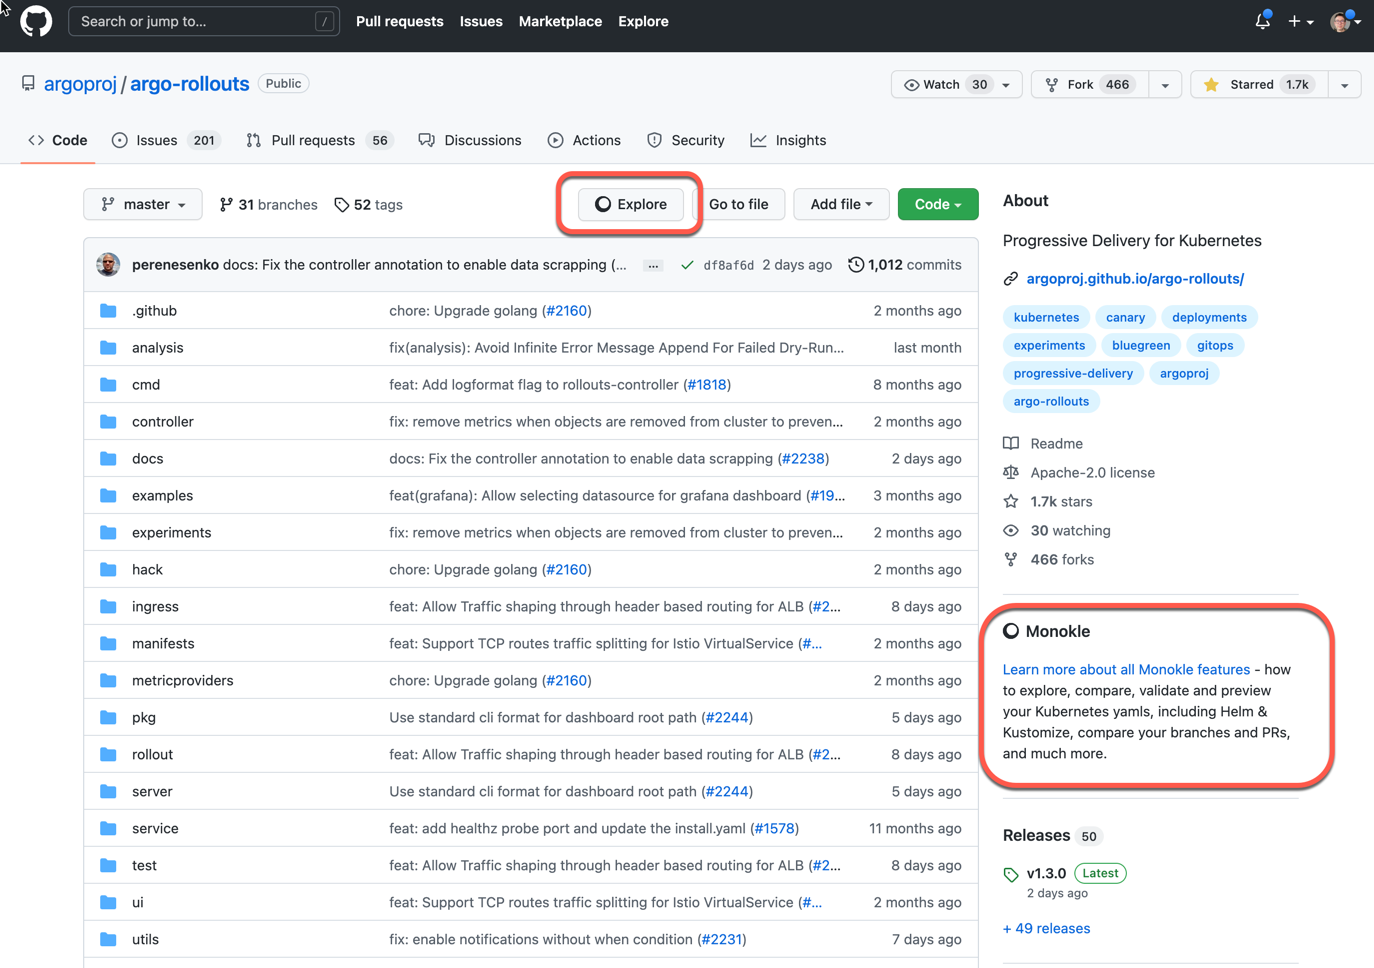 Search or jump to... /
Pull requests Issues Marketplace Explore
argoproj / argo-rollouts Public
Watch 30 Fork 466 Starred 1.7k
Code Issues 201 Pull requests 56 Discussions Actions Security Insights
master 31 branches 52 tags Explore Go to file Add file Code
perenesenko docs: Fix the controller annotation to enable data scrapping (... ... df8af6d 2 days ago 1,012 commits
.github chore: Upgrade golang (#2160) 2 months ago
analysis fix(analysis): Avoid Infinite Error Message Append For Failed Dry-Run... last month
cmd feat: Add logformat flag to rollouts-controller (#1818) 8 months ago
controller fix: remove metrics when objects are removed from cluster to preven... 2 months ago
docs docs: Fix the controller annotation to enable data scrapping (#2238) 2 days ago
examples feat(grafana): Allow selecting datasource for grafana dashboard (#19... 3 months ago
experiments fix: remove metrics when objects are removed from cluster to preven... 2 months ago
hack chore: Upgrade golang (#2160) 2 months ago
ingress feat: Allow Traffic shaping through header based routing for ALB (#2... 8 days ago
manifests feat: Support TCP routes traffic splitting for Istio VirtualService (#... 2 months ago
metricproviders chore: Upgrade golang (#2160) 2 months ago
pkg Use standard cli format for dashboard root path (#2244) 5 days ago
rollout feat: Allow Traffic shaping through header based routing for ALB (#2... 8 days ago
server Use standard cli format for dashboard root path (#2244) 5 days ago
service feat: add healthz probe port and update the install.yaml (#1578) 11 months ago
test feat: Allow Traffic shaping through header based routing for ALB (#2... 8 days ago
ui feat: Support TCP routes traffic splitting for Istio VirtualService (#... 2 months ago
utils fix: enable notifications without when condition (#2231) 7 days ago
About
Progressive Delivery for Kubernetes
argoproj.github.io/argo-rollouts/
kubernetes canary deployments
experiments bluegreen gitops
progressive-delivery argoproj
argo-rollouts
Readme
Apache-2.0 license
1.7k stars
30 watching
466 forks
Monokle
Learn more about all Monokle features - how
to explore, compare, validate and preview
your Kubernetes yamls, including Helm &
Kustomize, compare your branches and PRs,
and much more.
Releases 50
v1.3.0 Latest
2 days ago
+ 49 releases